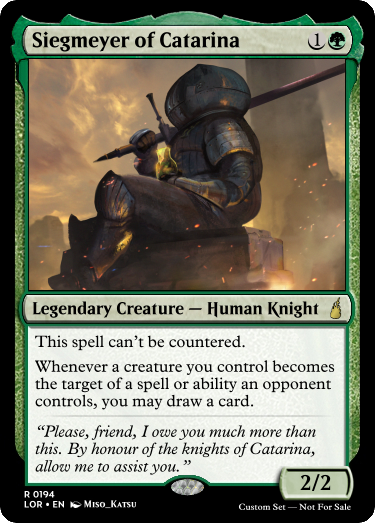 Siegmeyer of Catarina 1
Legendary Creature — Human Knight
This spell can't be countered.
Whenever a creature you control becomes
the target of a spell or ability an opponent
controls, you may draw a card.
“Please, friend, I owe you much more than
this. By honour of the knights of Catarina,
allow me to assist you.”
2/2
R 0194
LOR • EN Miso_Katsu
Custom Set — Not For Sale